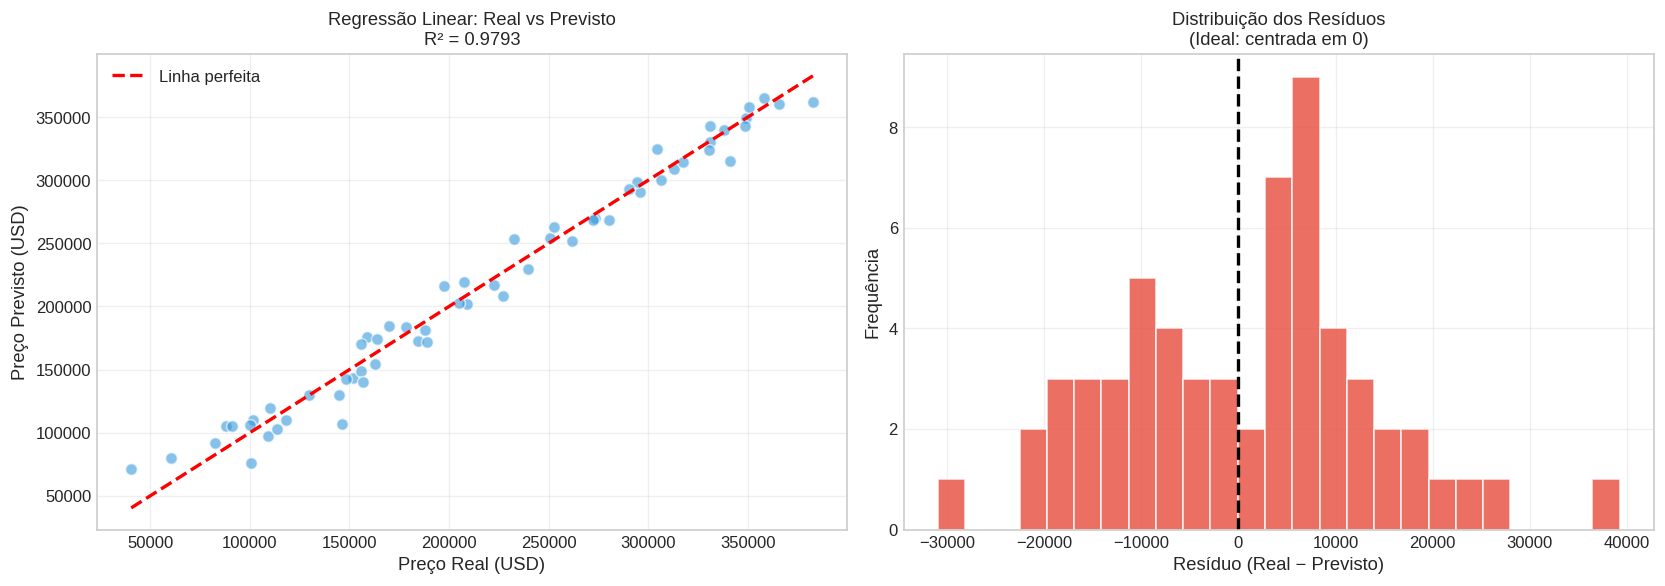 Regressão Linear: Real vs Previsto
R² = 0.9793
Linha perfeita
350000
300000
250000
200000
150000
100000
50000
Preço Previsto (USD)
50000 100000 150000 200000 250000 300000 350000
Preço Real (USD)
Distribuição dos Resíduos
(Ideal: centrada em 0)
8
6
4
2
0
Frequência
−30000 −20000 −10000 0 10000 20000 30000 40000
Resíduo (Real − Previsto)